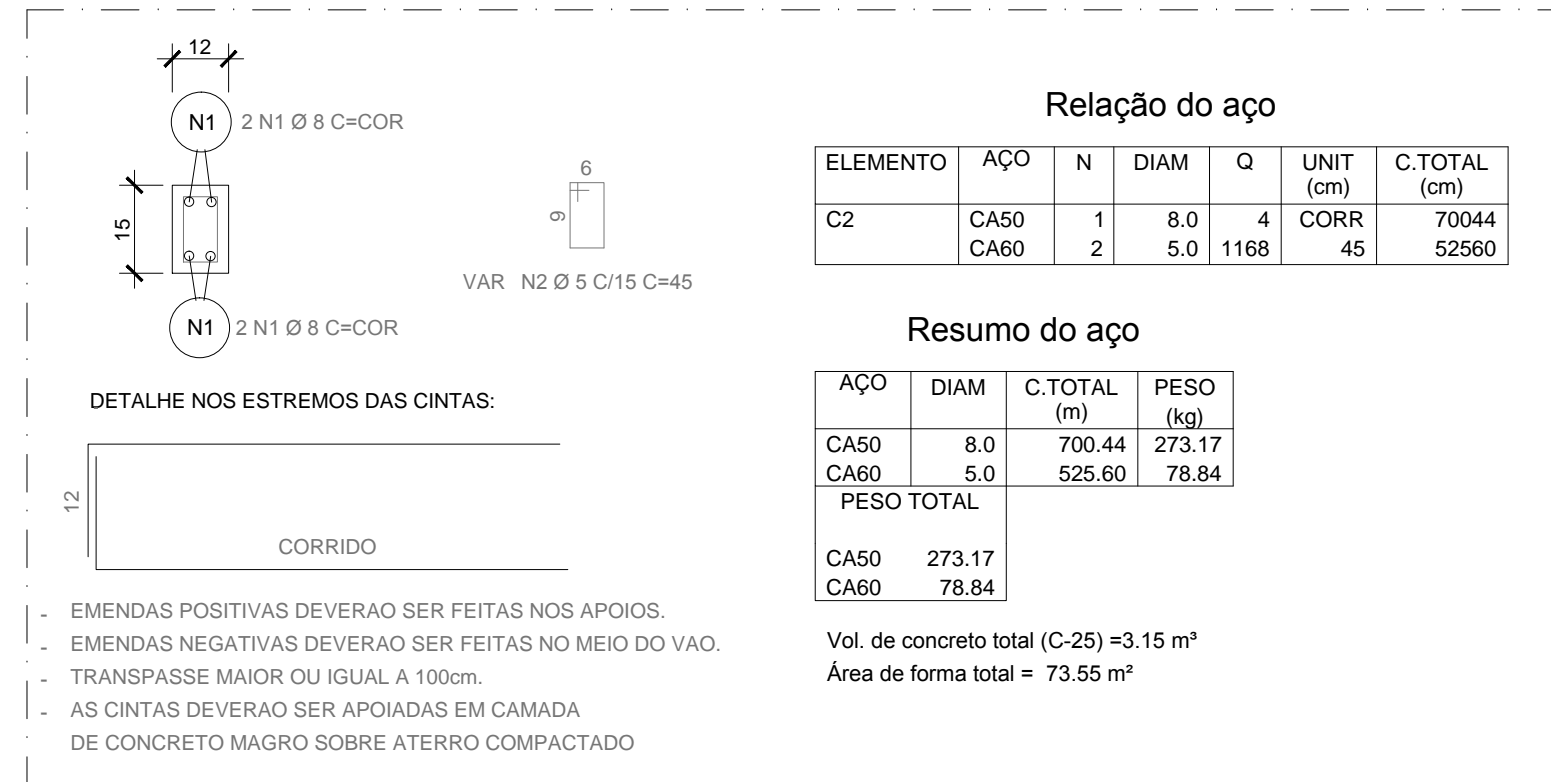 12
N1 2 N1 Ø 8 C=COR
15
N1 2 N1 Ø 8 C=COR
6
9
VAR N2 Ø 5 C/15 C=45
DETALHE NOS ESTREMOS DAS CINTAS:
12
CORRIDO
- EMENDAS POSITIVAS DEVERAO SER FEITAS NOS APOIOS.
- EMENDAS NEGATIVAS DEVERAO SER FEITAS NO MEIO DO VAO.
- TRANSPASSE MAIOR OU IGUAL A 100cm.
- AS CINTAS DEVERAO SER APOIADAS EM CAMADA
DE CONCRETO MAGRO SOBRE ATERRO COMPACTADO
Relação do aço
ELEMENTO AÇO N DIAM Q UNIT (cm) C.TOTAL (cm)
C2 CA50 1 8.0 4 CORR 70044
CA60 2 5.0 1168 45 52560
Resumo do aço
AÇO DIAM C.TOTAL (m) PESO (kg)
CA50 8.0 700.44 273.17
CA60 5.0 525.60 78.84
PESO TOTAL
CA50 273.17
CA60 78.84
Vol. de concreto total (C-25) =3.15 m³
Área de forma total = 73.55 m²